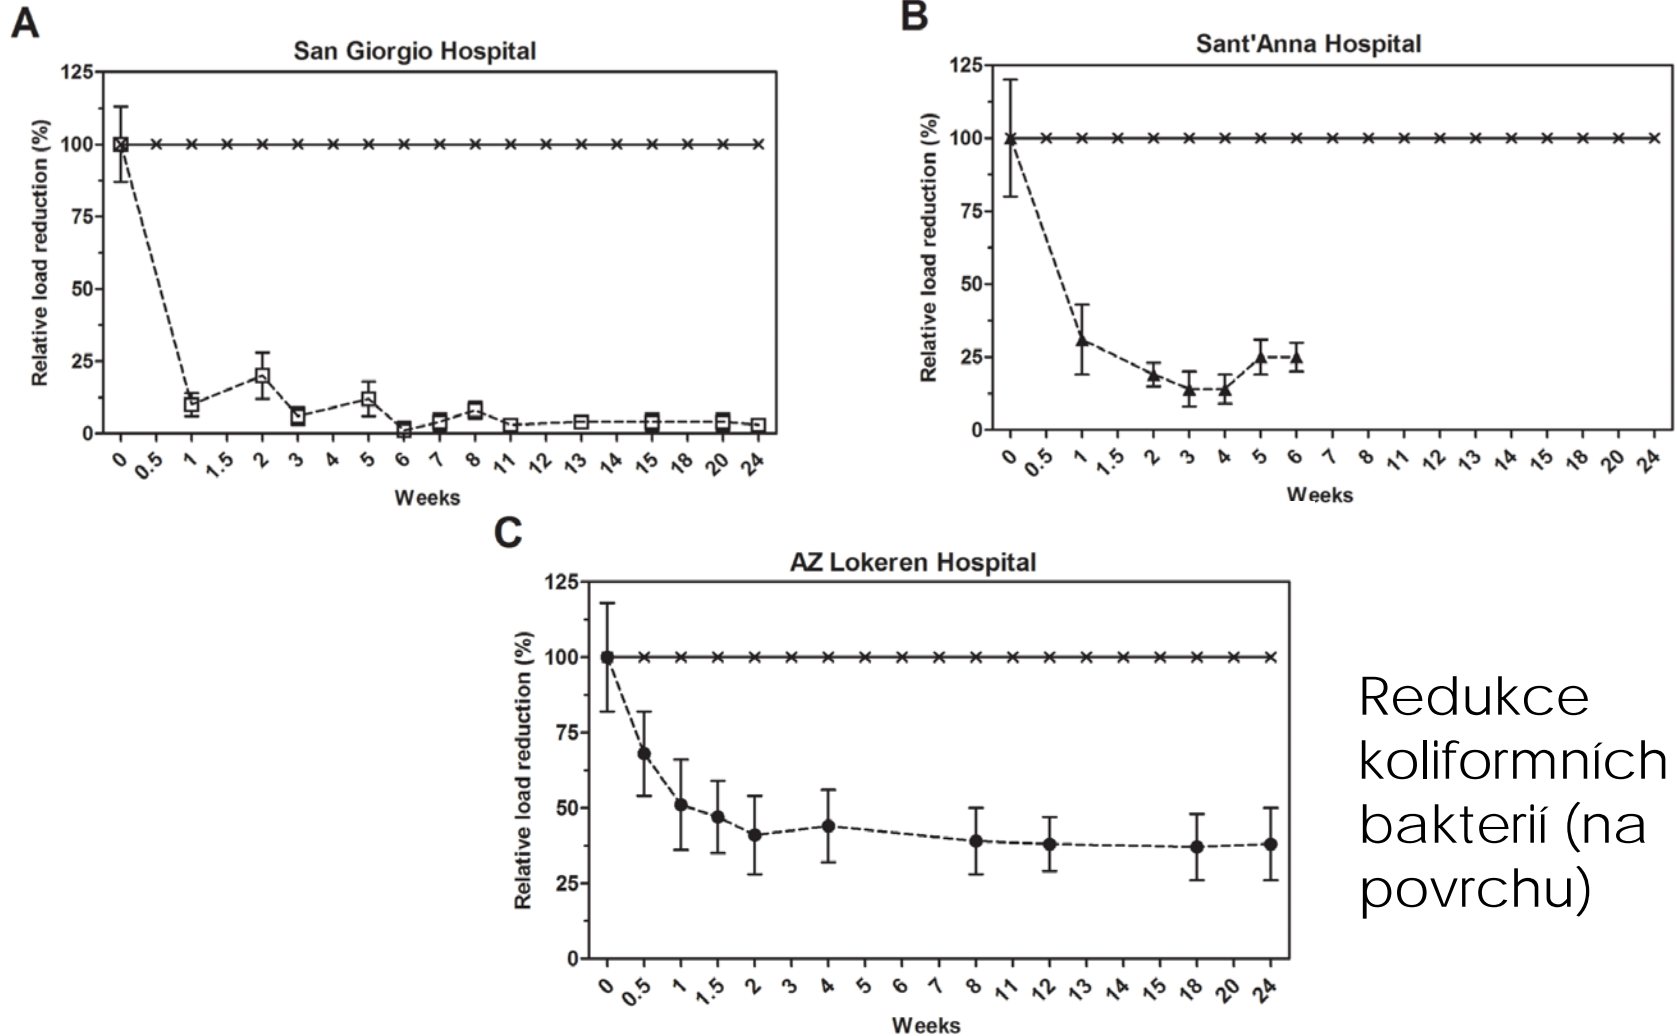 A
San Giorgio Hospital
125
100
75
50
25
0
Relative load reduction (%)
0 0.5 1 1.5 2 3 4 5 6 7 8 11 12 13 14 15 18 20 24
Weeks
B
Sant'Anna Hospital
125
100
75
50
25
0
Relative load reduction (%)
0 0.5 1 1.5 2 3 4 5 6 7 8 11 12 13 14 15 18 20 24
Weeks
C
AZ Lokeren Hospital
125
100
75
50
25
0
Relative load reduction (%)
0 0.5 1 1.5 2 3 4 5 6 7 8 11 12 13 14 15 18 20 24
Weeks
Redukce
koliformních
bakterií (na
povrchu)